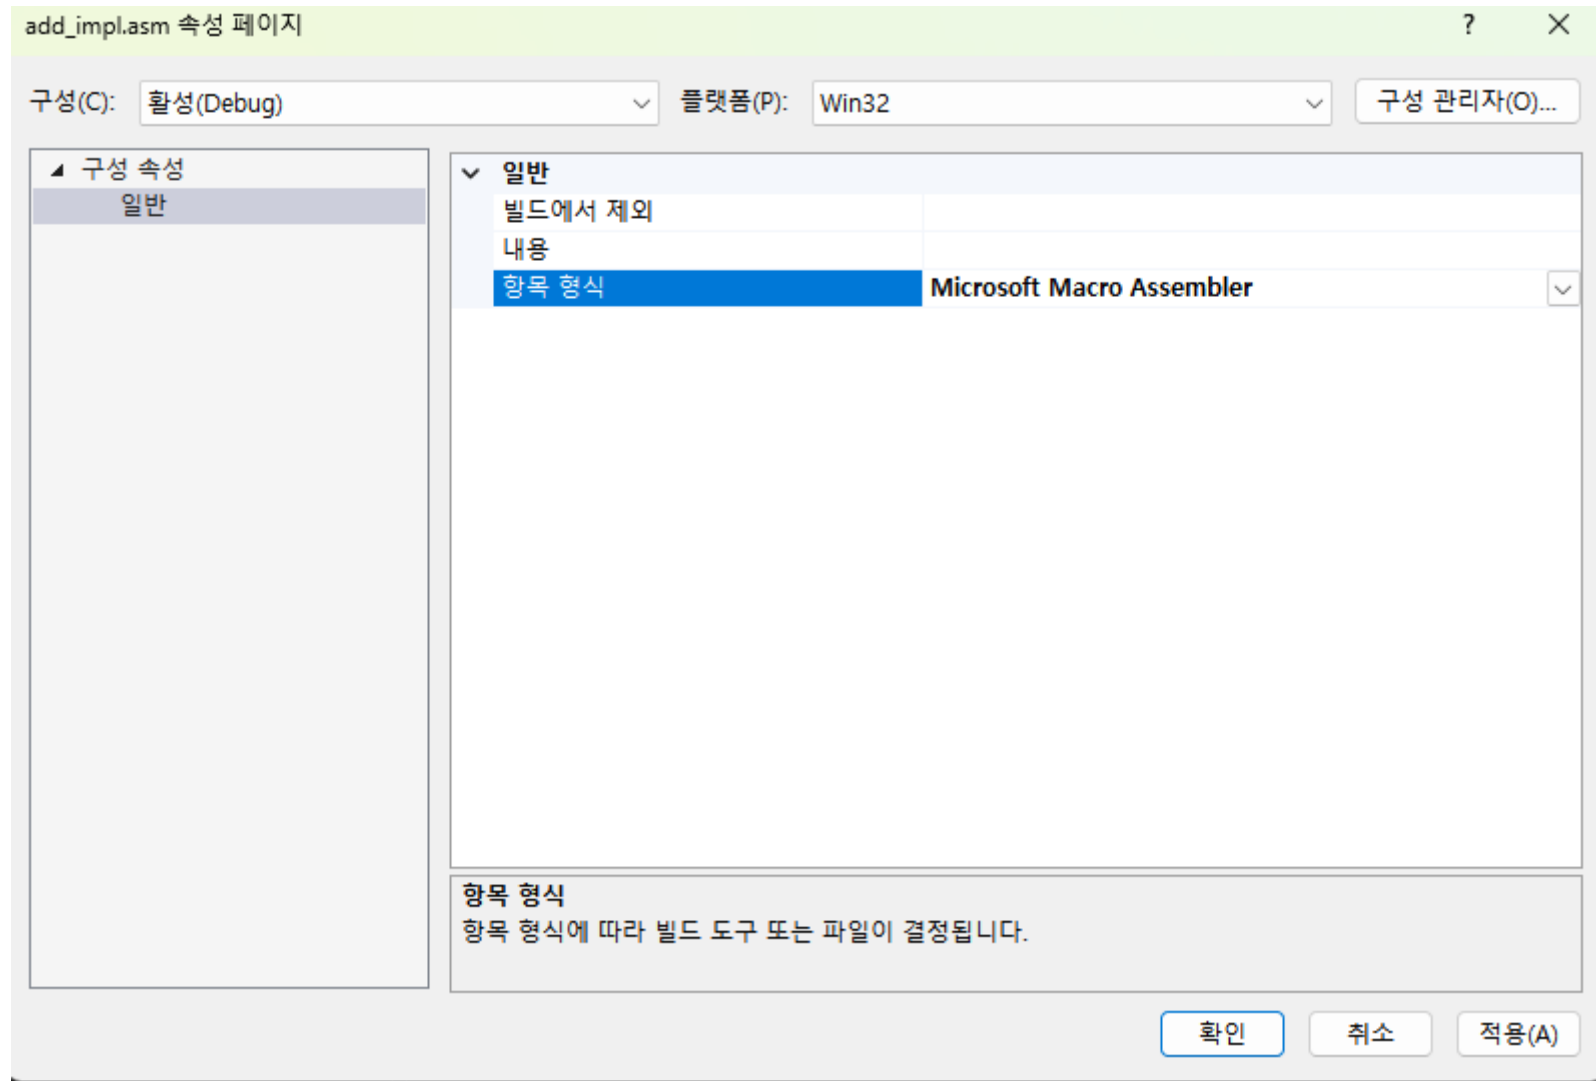 add_impl.asm 속성 페이지
?
구성(C): 활성(Debug) 플랫폼(P): Win32 구성 관리자(O)...
구성 속성
일반
일반
빌드에서 제외
내용
항목 형식 Microsoft Macro Assembler
항목 형식
항목 형식에 따라 빌드 도구 또는 파일이 결정됩니다.
확인 취소 적용(A)